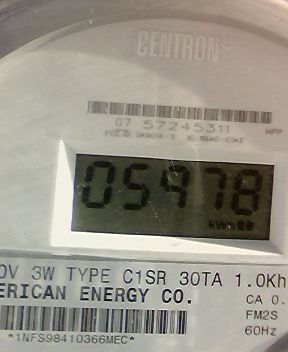 CENTRON®
07 57245311
05978
kWh
0V 3W TYPE C1SR 30TA 1.0Kh
ERICAN ENERGY CO.
CA 0.
FM2S
60Hz
*1NFS98410366MEC*